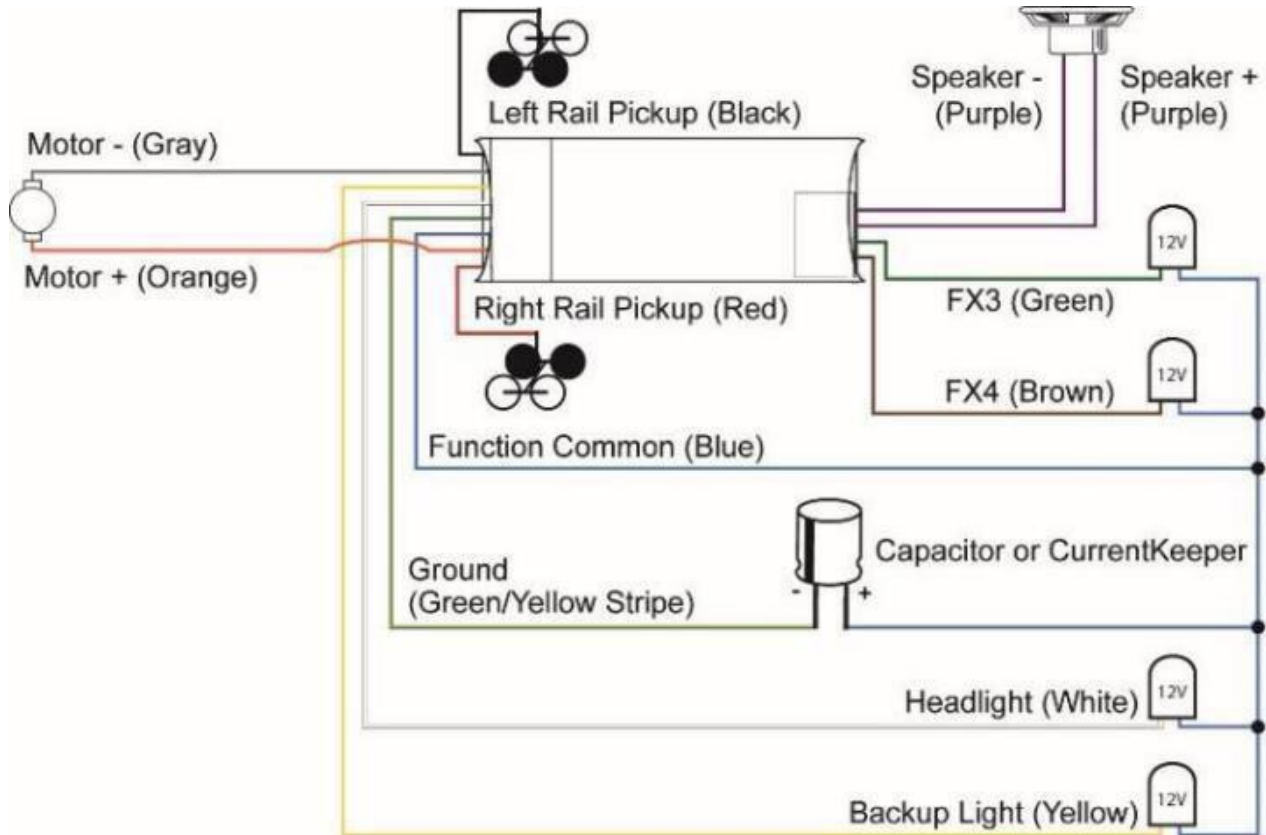 Speaker -
(Purple)
Speaker +
(Purple)
Left Rail Pickup (Black)
Motor - (Gray)
12V
Motor + (Orange)
Right Rail Pickup (Red)
FX3 (Green)
12V
FX4 (Brown)
Function Common (Blue)
Capacitor or CurrentKeeper
- +
Ground
(Green/Yellow Stripe)
12V
Headlight (White)
12V
Backup Light (Yellow)